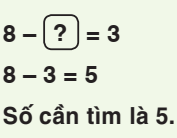 8 – ? = 3
8 – 3 = 5
Số cần tìm là 5.